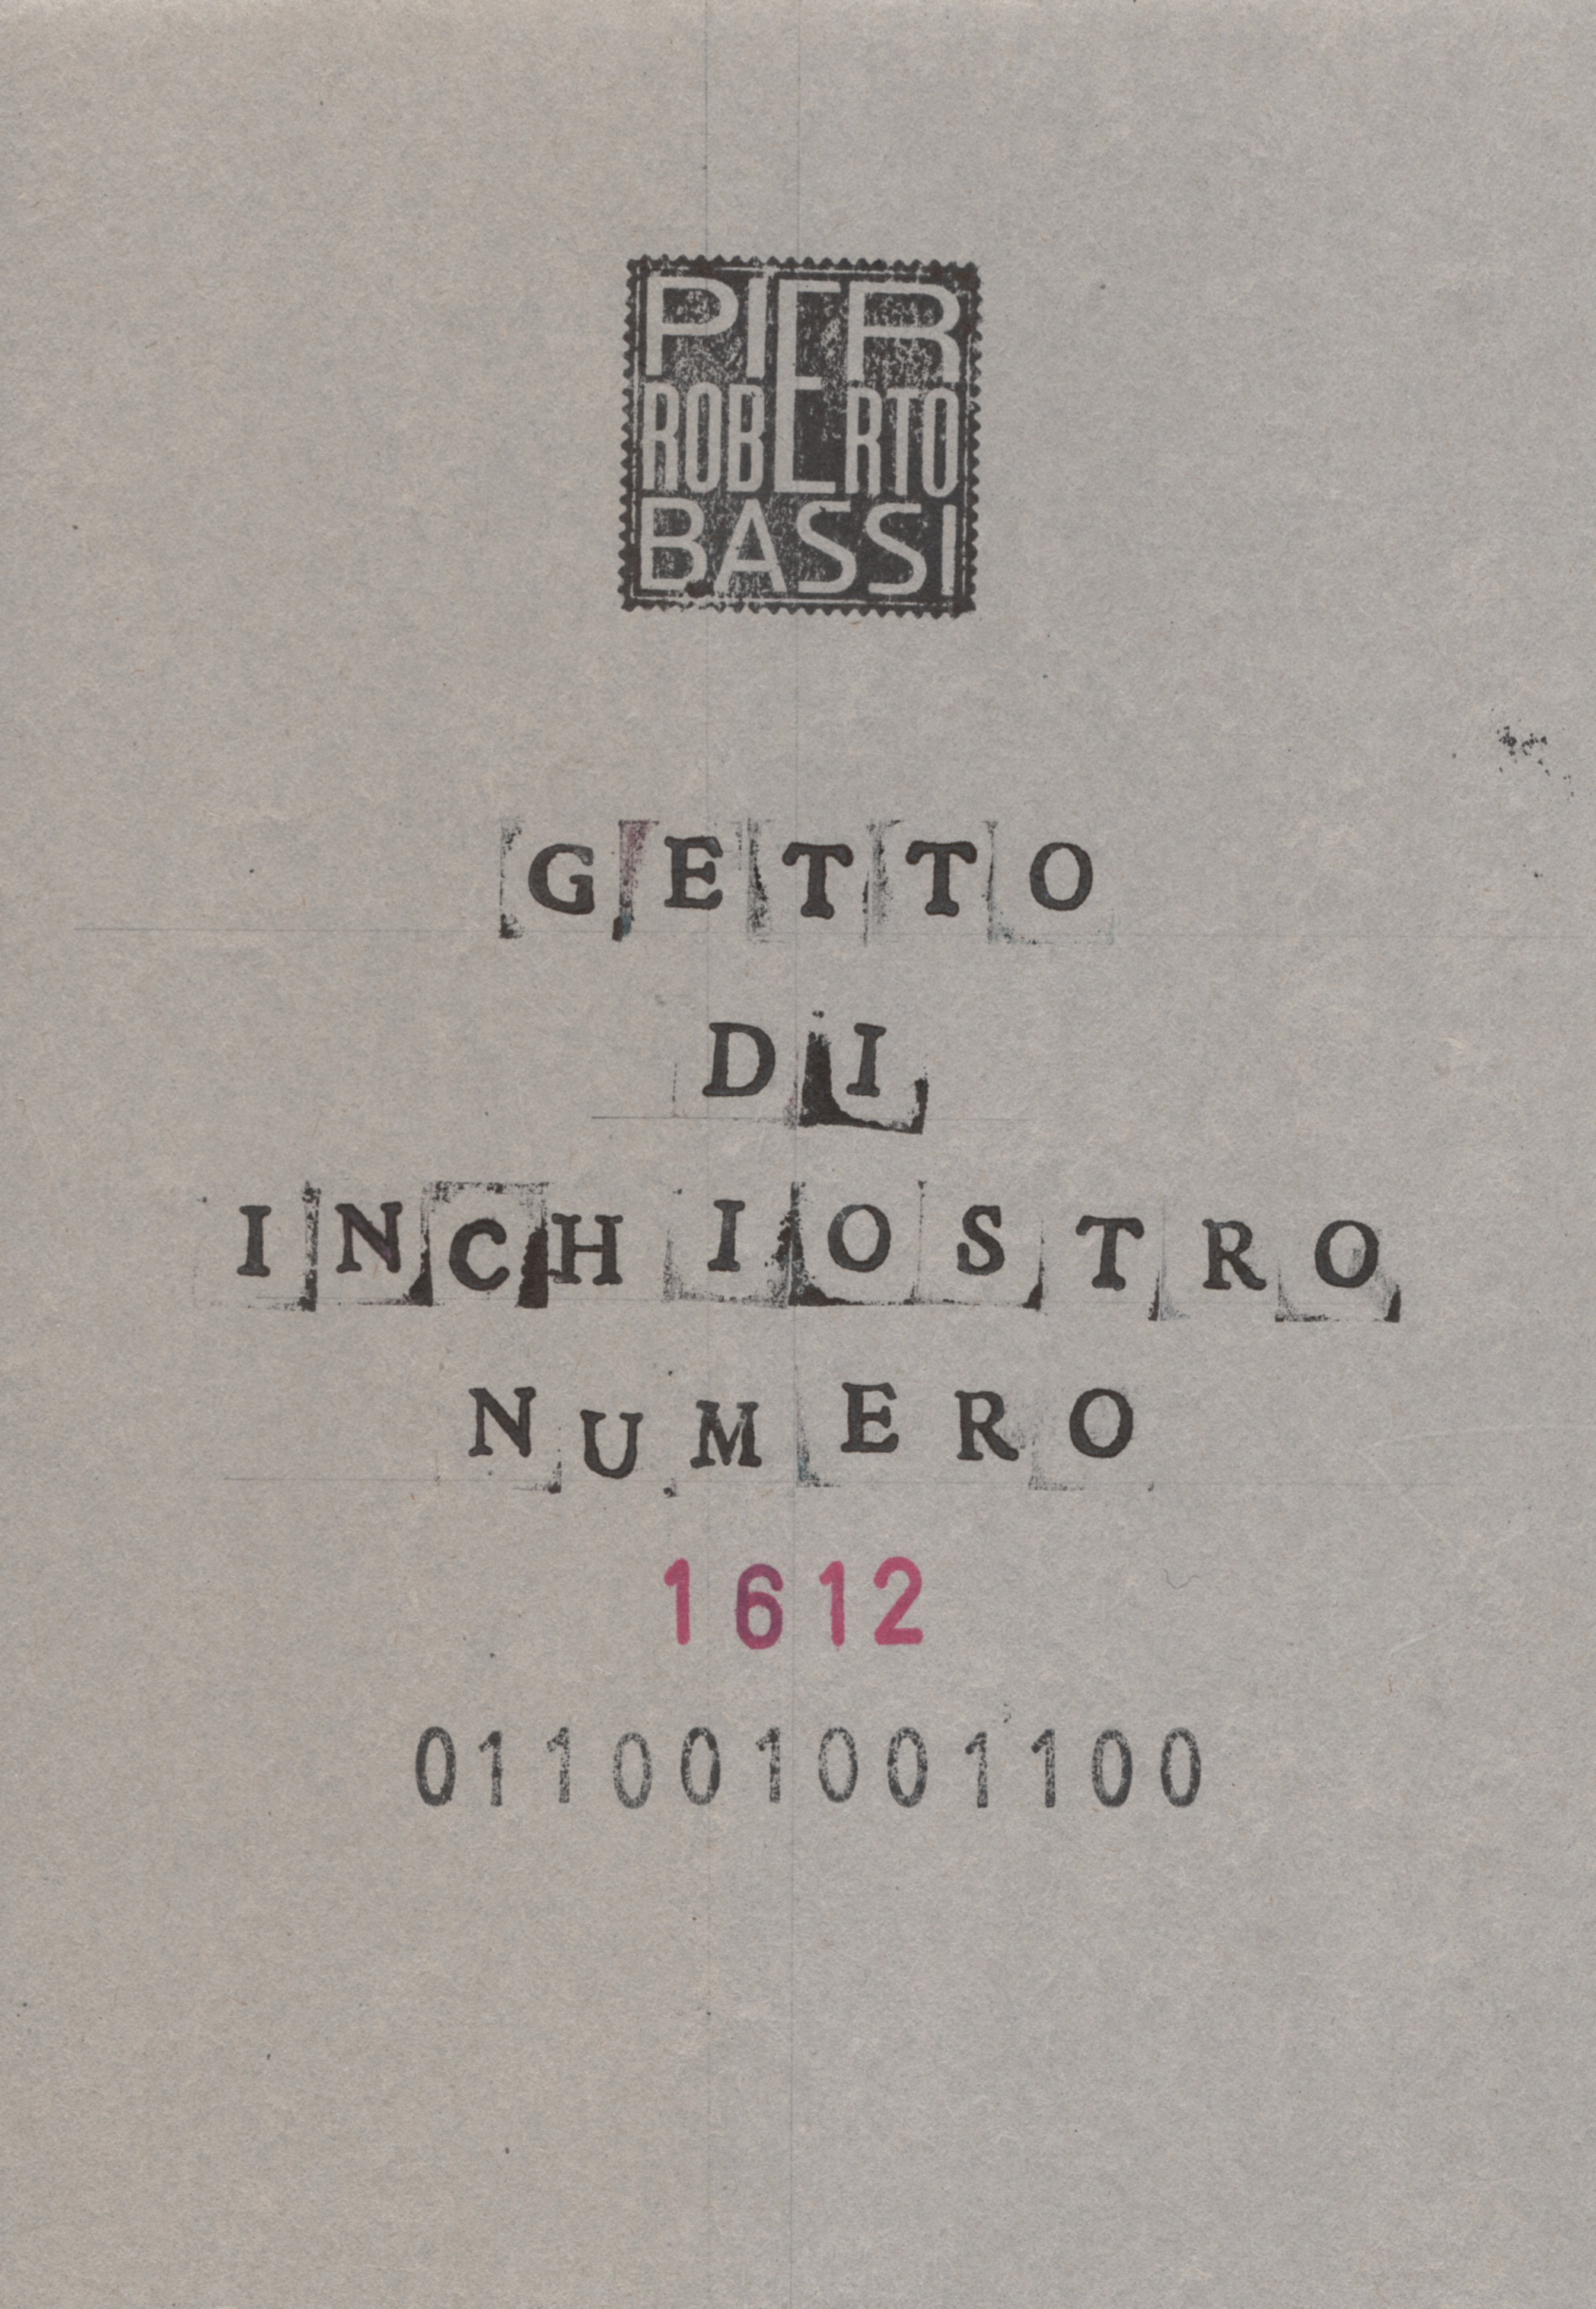 PIER
ROBERTO
BASSI
GETTO
DI
INCHIOSTRO
NUMERO
1612
011001001100